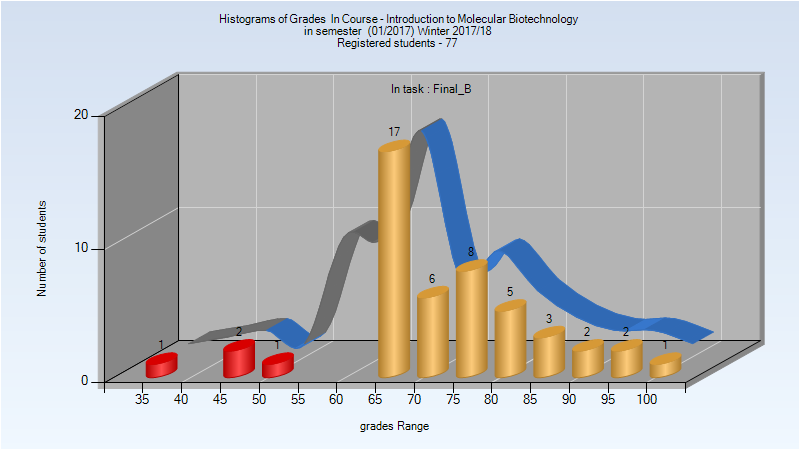 Histograms of Grades In Course - Introduction to Molecular Biotechnology
in semester (01/2017) Winter 2017/18
Registered students - 77
In task : Final_B
20
10
0
Number of students
1
2
1
17
6
8
5
3
2
2
1
35 40 45 50 55 60 65 70 75 80 85 90 95 100
grades Range